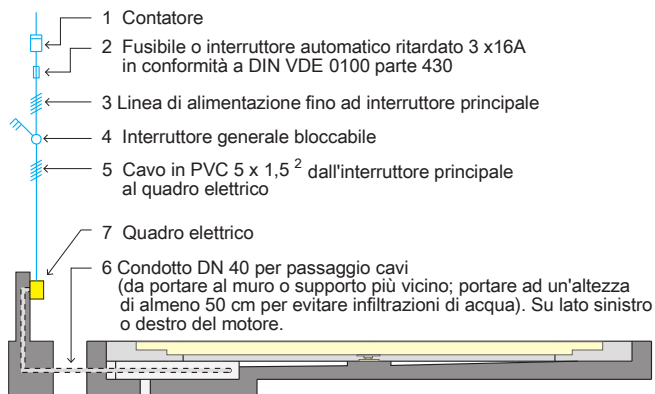 1 Contatore
2 Fusibile o interruttore automatico ritardato 3 x16A
in conformità a DIN VDE 0100 parte 430
3 Linea di alimentazione fino ad interruttore principale
4 Interruttore generale bloccabile
5 Cavo in PVC 5 x 1,5 ² dall'interruttore principale
al quadro elettrico
7 Quadro elettrico
6 Condotto DN 40 per passaggio cavi
(da portare al muro o supporto più vicino; portare ad un'altezza
di almeno 50 cm per evitare infiltrazioni di acqua). Su lato sinistro
o destro del motore.